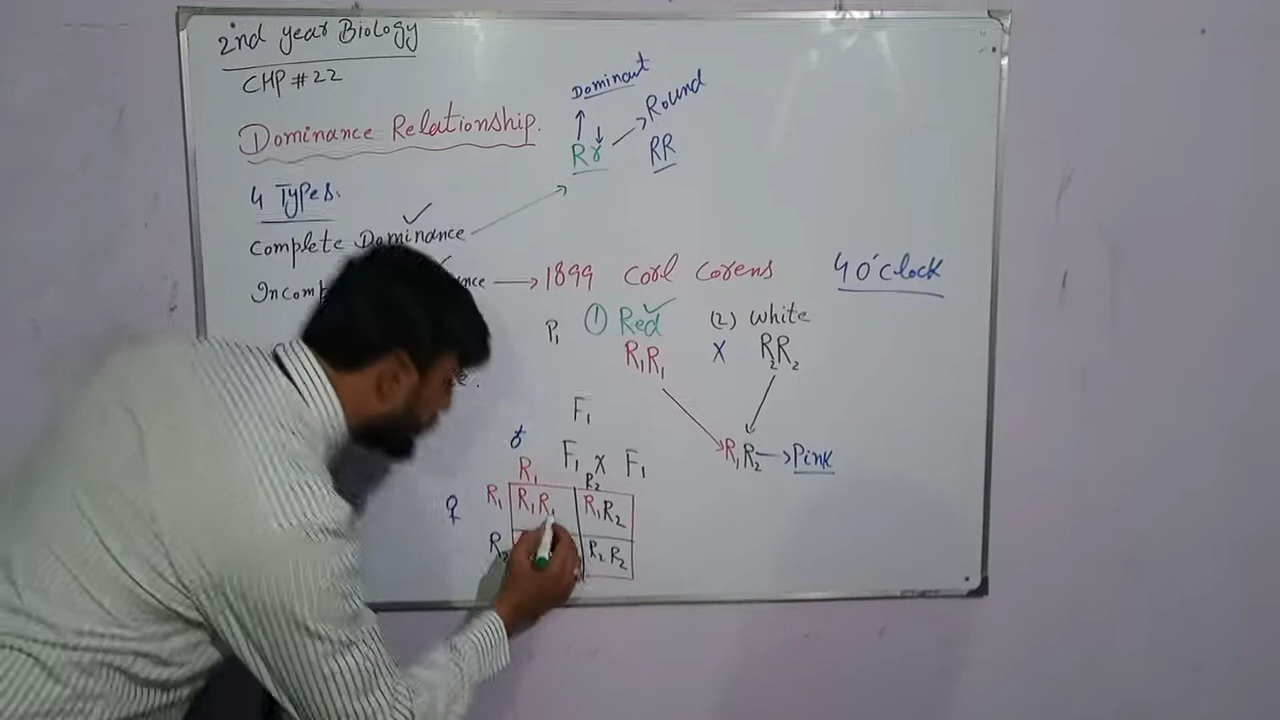 2nd year Biology
CHP # 22
Dominance Relationship.
4 Types.
Dominant
Rr
Round
RR
Complete Dominance
1899 Corl Corens
4 O'clock
P1 (1) Red (2) White
R1R1 X R2R2
F1
R1R2 Pink
F1 X F1
♂
R1 R2
♀ R1 R1R1 R1R2
R2 R2R2